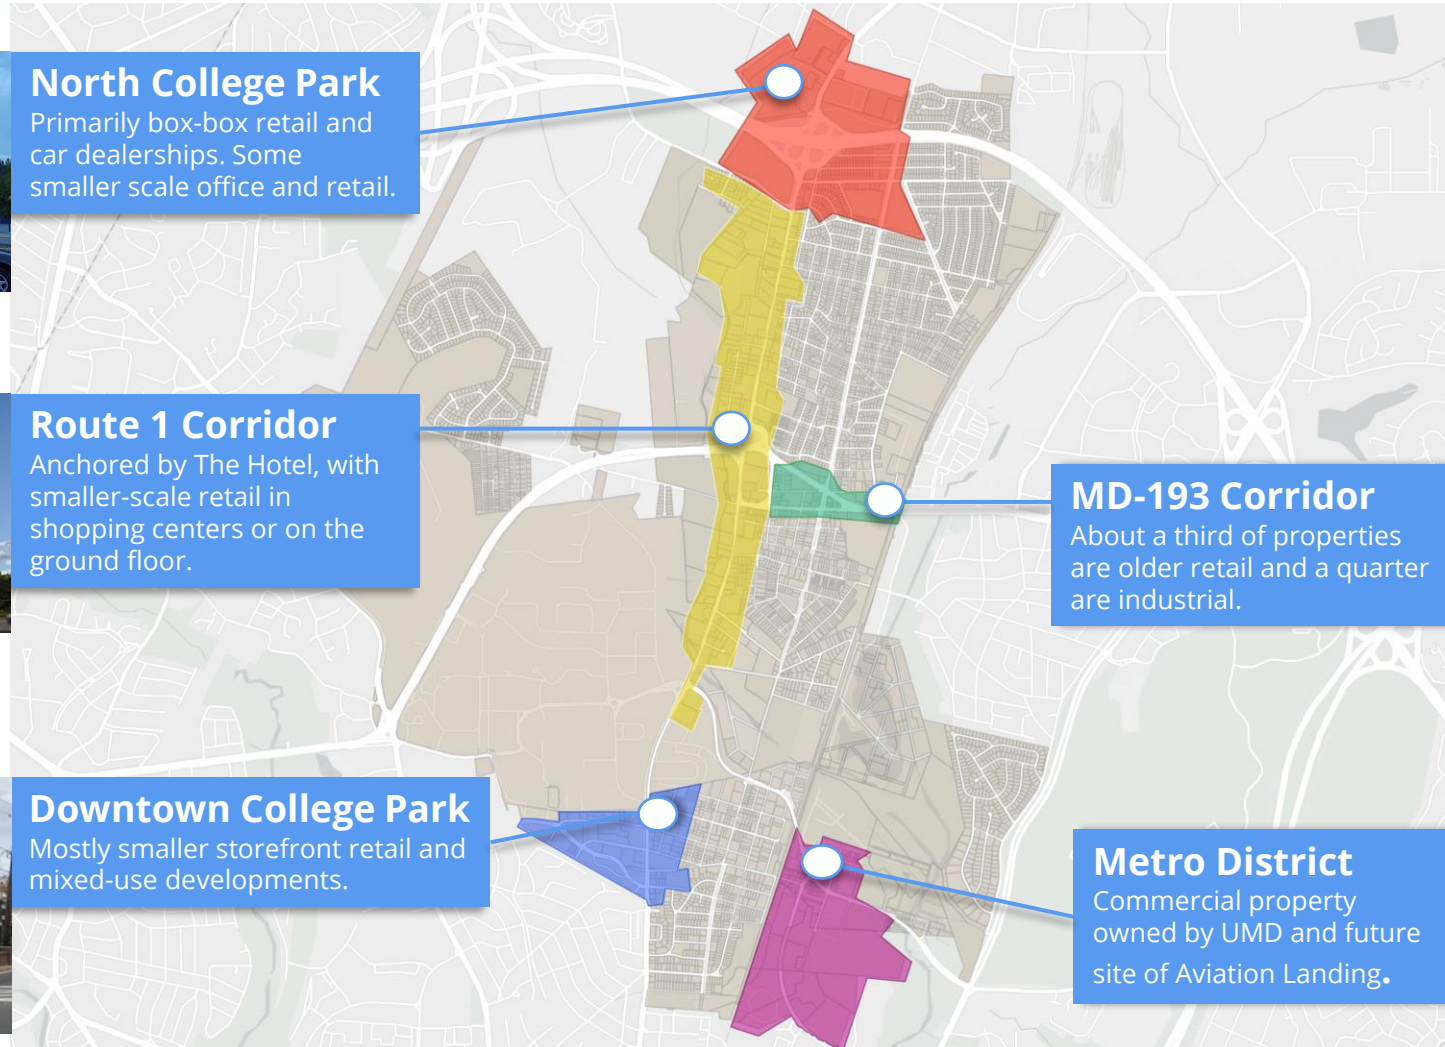 North College Park
Primarily box-box retail and
car dealerships. Some
smaller scale office and retail.
Route 1 Corridor
Anchored by The Hotel, with
smaller-scale retail in
shopping centers or on the
ground floor.
MD-193 Corridor
About a third of properties
are older retail and a quarter
are industrial.
Downtown College Park
Mostly smaller storefront retail and
mixed-use developments.
Metro District
Commercial property
owned by UMD and future
site of Aviation Landing.